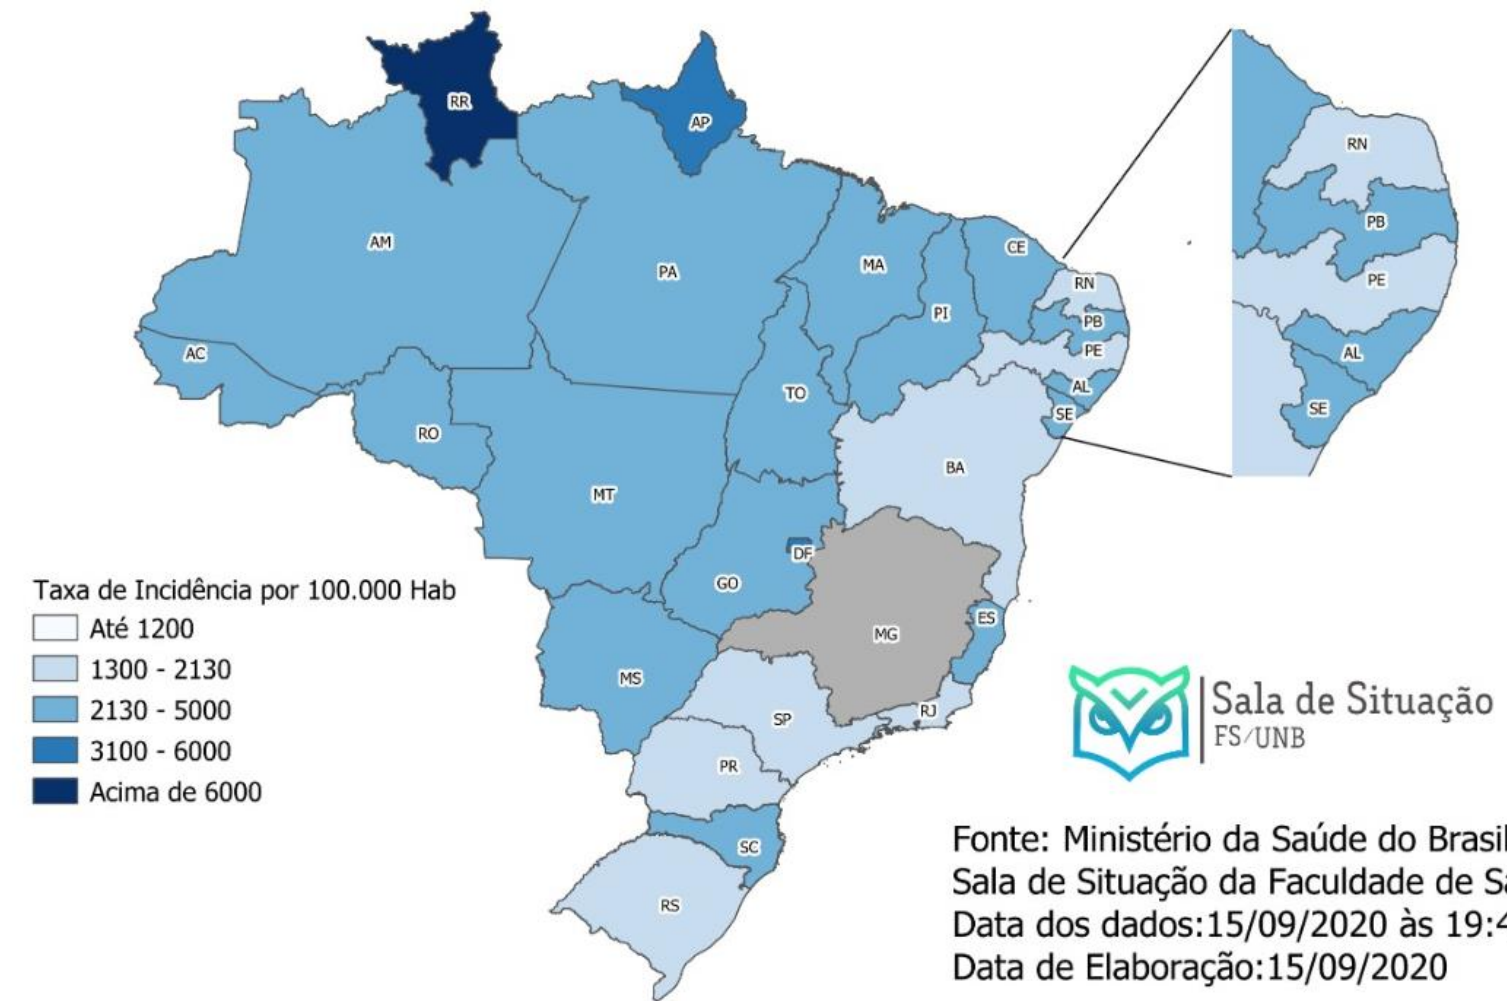 RR
AP
AM
PA
MA
CE
RN
PI
PB
PE
AC
TO
AL
SE
RO
BA
MT
DF
GO
ES
MG
MS
SP
RJ
PR
SC
RS
RN
PB
PE
AL
SE
Taxa de Incidência por 100.000 Hab
Até 1200
1300 - 2130
2130 - 5000
3100 - 6000
Acima de 6000
Sala de Situação
FS/UNB
Fonte: Ministério da Saúde do Brasil
Sala de Situação da Faculdade de Sa
Data dos dados:15/09/2020 às 19:4
Data de Elaboração:15/09/2020